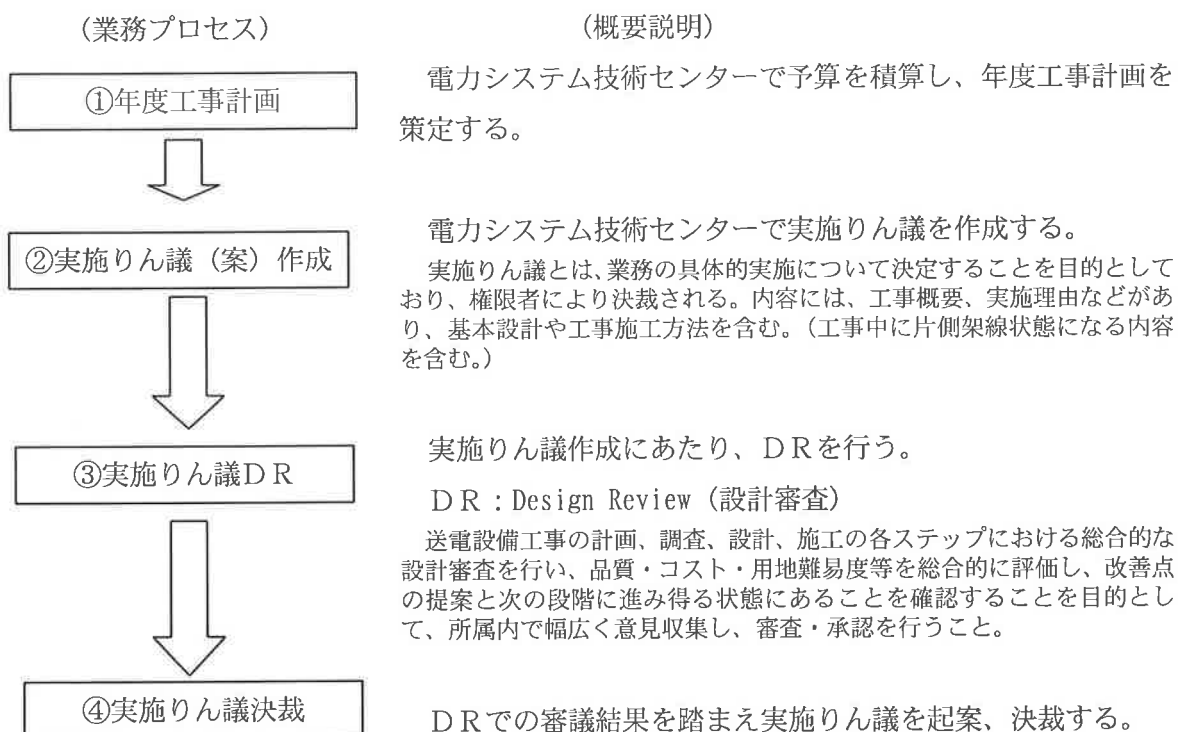 (業務プロセス)
(概要説明)
①年度工事計画
電力システム技術センターで予算を積算し、年度工事計画を
策定する。
②実施りん議(案)作成
電力システム技術センターで実施りん議を作成する。
実施りん議とは、業務の具体的実施について決定することを目的として
おり、権限者により決裁される。内容には、工事概要、実施理由などがあ
り、基本設計や工事施工方法を含む。(工事中に片側架線状態になる内容
を含む。)
③実施りん議DR
実施りん議作成にあたり、DRを行う。
DR:Design Review(設計審査)
送電設備工事の計画、調査、設計、施工の各ステップにおける総合的な
設計審査を行い、品質・コスト・用地難易度等を総合的に評価し、改善点
の提案と次の段階に進み得る状態にあることを確認することを目的とし
て、所属内で幅広く意見収集し、審査・承認を行うこと。
④実施りん議決裁
DRでの審議結果を踏まえ実施りん議を起案、決裁する。